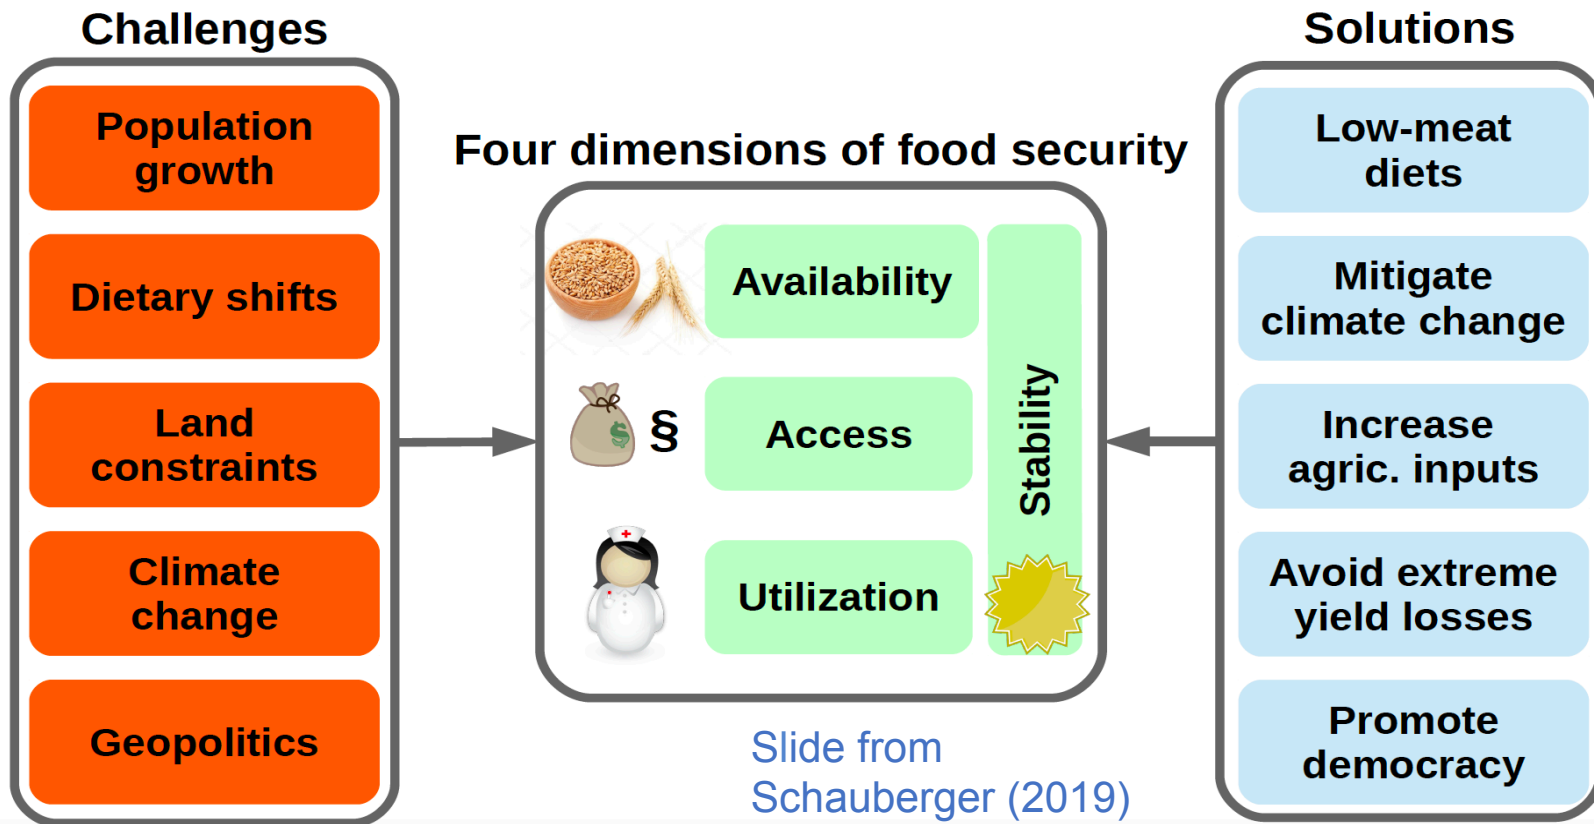 Challenges
Population
growth
Dietary shifts
Land
constraints
Climate
change
Geopolitics
Four dimensions of food security
Availability
$ §
Access
Utilization
Stability
Slide from
Schauberger (2019)
Solutions
Low-meat
diets
Mitigate
climate change
Increase
agric. inputs
Avoid extreme
yield losses
Promote
democracy